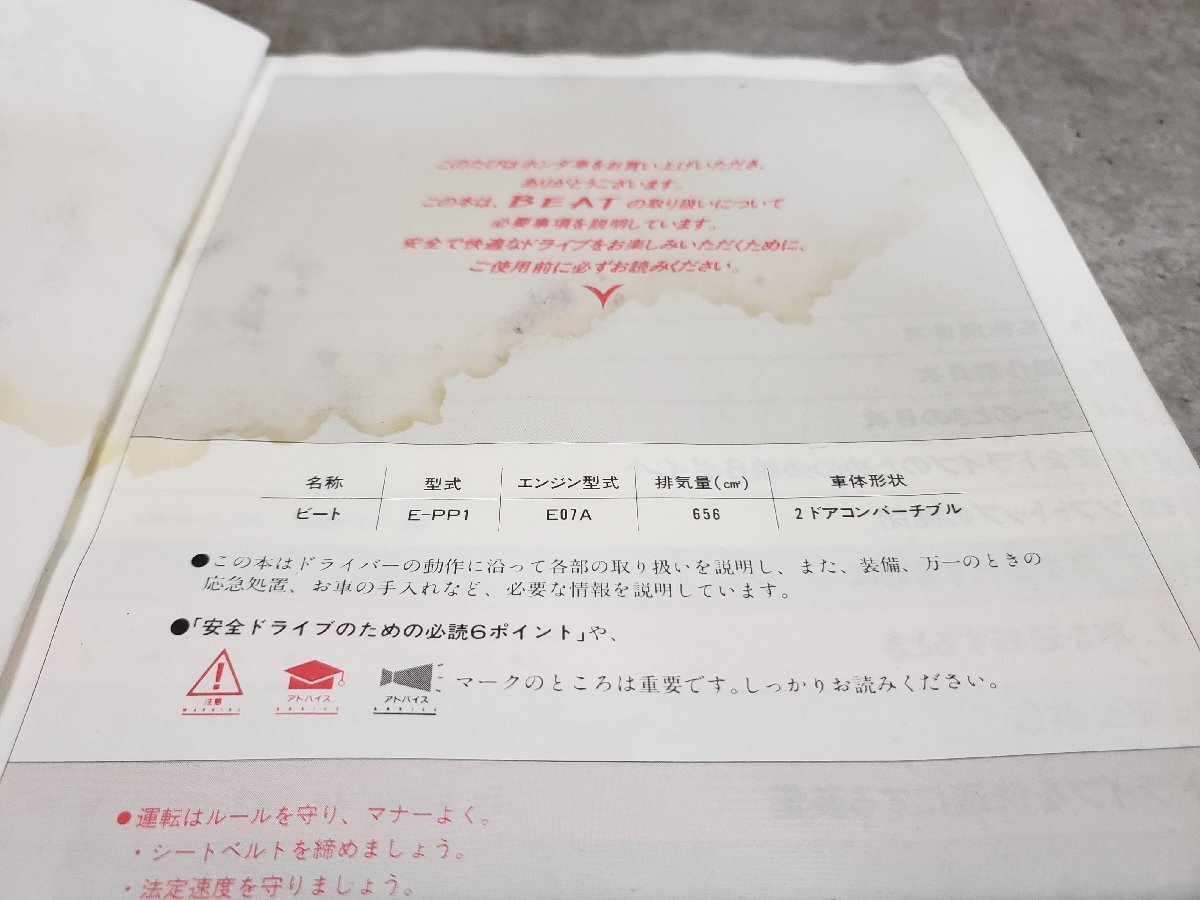 このたびはホンダ車をお買い上げいただき、
ありがとうございます。
この本は、BEATの取り扱いについて
必要事項を説明しています。
安全で快適なドライブをお楽しみいただくために、
ご使用前に必ずお読みください。
名称 型式 エンジン型式 排気量(cm³) 車体形状
ビート E-PP1 E07A 656 2ドアコンバーチブル
●この本はドライバーの動作に沿って各部の取り扱いを説明し、また、装備、万一のときの
応急処置、お車の手入れなど、必要な情報を説明しています。
●「安全ドライブのための必読6ポイント」や、
注意 アドバイス アドバイス マークのところは重要です。しっかりお読みください。
WARNING ADVICE ADVICE
●運転はルールを守り、マナーよく。
・シートベルトを締めましょう。
・法定速度を守りましょう。